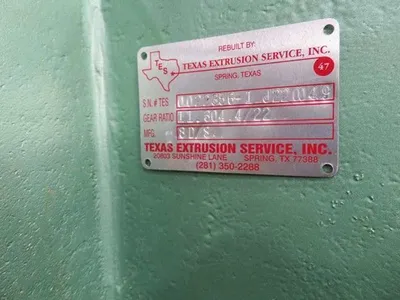 REBUILT BY:
TES
TEXAS EXTRUSION SERVICE, INC.
SPRING, TEXAS
47
S.N. # TES
GEAR RATIO
MFG.
TEXAS EXTRUSION SERVICE, INC.
20603 SUNSHINE LANE SPRING, TX 77388
(281) 350-2288